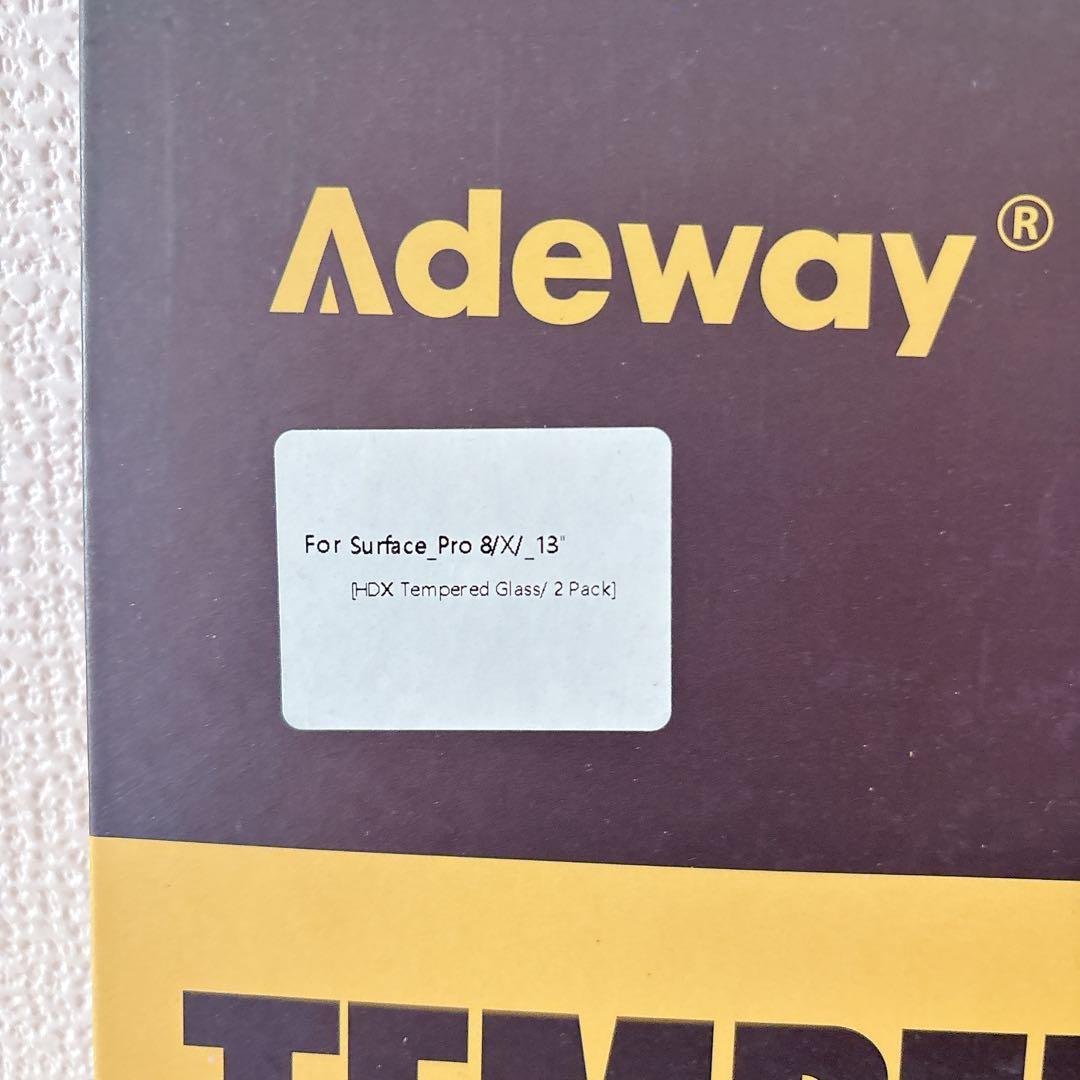 Adeway®
For Surface_Pro 8/X/_13"
[HDX Tempered Glass/ 2 Pack]